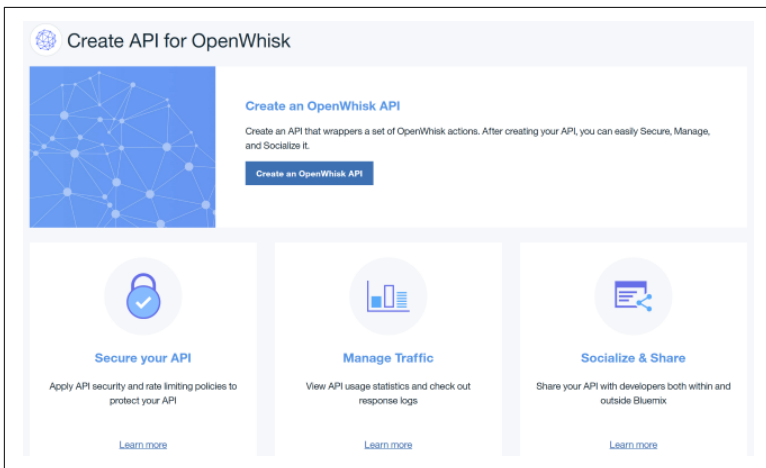 Create API for OpenWhisk
Create an OpenWhisk API
Create an API that wrappers a set of OpenWhisk actions. After creating your API, you can easily Secure, Manage,
and Socialize it.
Create an OpenWhisk API
Secure your API
Apply API security and rate limiting policies to
protect your API
Learn more
Manage Traffic
View API usage statistics and check out
response logs
Learn more
Socialize & Share
Share your API with developers both within and
outside Bluemix
Learn more